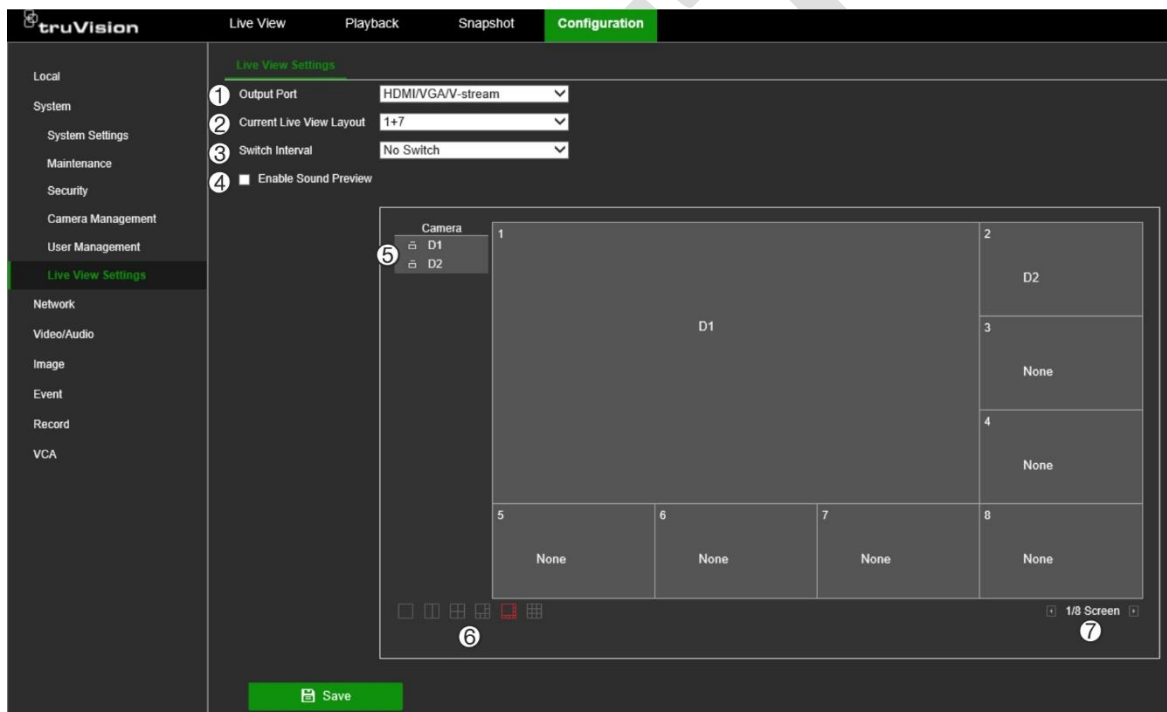 truVision
Live View Playback Snapshot Configuration
Local
System
System Settings
Maintenance
Security
Camera Management
User Management
Live View Settings
Network
Video/Audio
Image
Event
Record
VCA
Live View Settings
1 Output Port HDMI/VGA/V-stream
2 Current Live View Layout 1+7
3 Switch Interval No Switch
4 Enable Sound Preview
Camera
5 D1
D2
1 D1
2 D2
3 None
4 None
5 None
6 None
7 None
8 None
6
1/8 Screen
7
Save